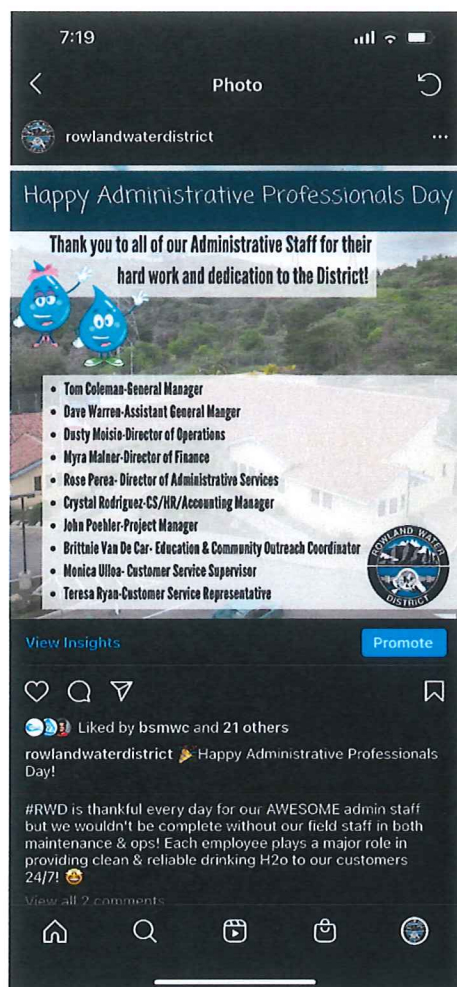 7:19
Photo
rowlandwaterdistrict
Happy Administrative Professionals Day
Thank you to all of our Administrative Staff for their
hard work and dedication to the District!
• Tom Coleman-General Manager
• Dave Warren-Assistant General Manger
• Dusty Moisio-Director of Operations
• Myra Malner-Director of Finance
• Rose Perea- Director of Administrative Services
• Crystal Rodriguez-CS/HR/Accounting Manager
• John Poehler-Project Manager
• Brittnie Van De Car- Education & Community Outreach Coordinator
• Monica Ulloa- Customer Service Supervisor
• Teresa Ryan-Customer Service Representative
ROWLAND WATER
DISTRICT
View Insights
Promote
Liked by bsmwc and 21 others
rowlandwaterdistrict 🎉Happy Administrative Professionals
Day!
#RWD is thankful every day for our AWESOME admin staff
but we wouldn't be complete without our field staff in both
maintenance & ops! Each employee plays a major role in
providing clean & reliable drinking H2o to our customers
24/7! 🤩
View all 2 comments